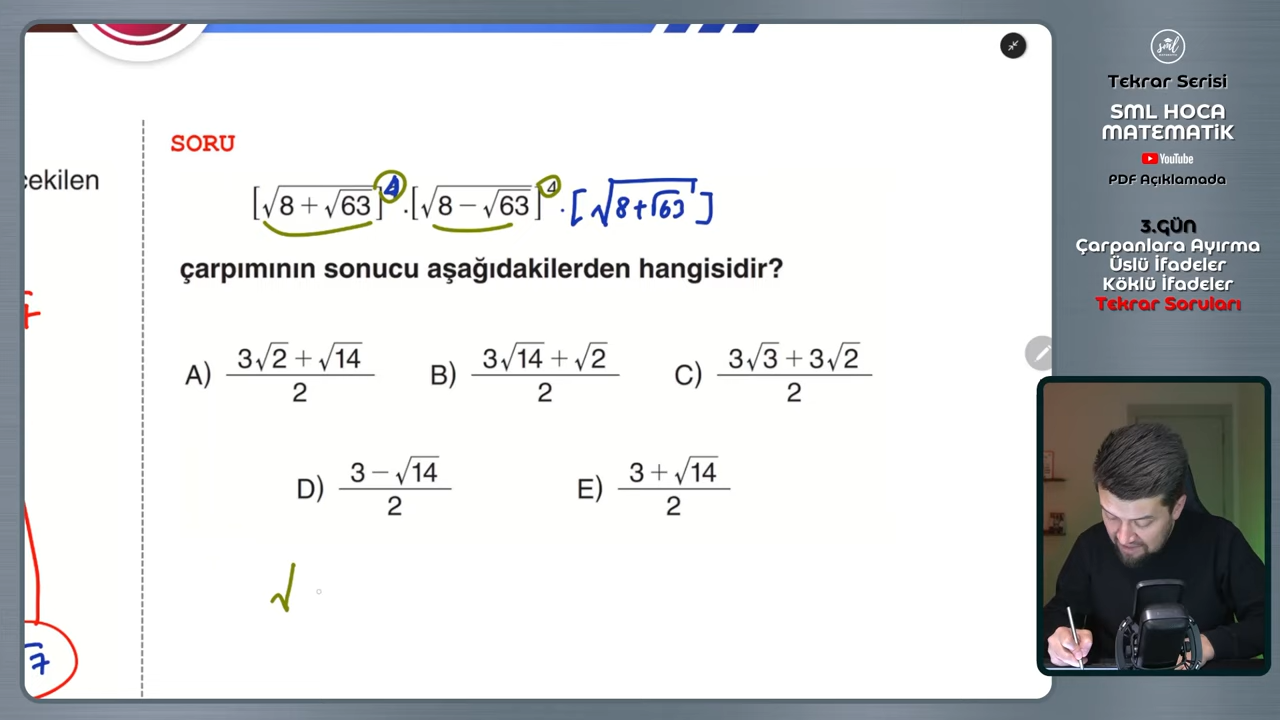 çekilen
SORU
[√(8 + √63)]⁴ · [√(8 − √63)]⁴ · [√(8+√63)]
çarpımının sonucu aşağıdakilerden hangisidir?
A) (3√2 + √14)/2 B) (3√14 + √2)/2 C) (3√3 + 3√2)/2
D) (3 − √14)/2 E) (3 + √14)/2
√
7
sml
Tekrar Serisi
SML HOCA
MATEMATİK
YouTube
PDF Açıklamada
3.GÜN
Çarpanlara Ayırma
Üslü İfadeler
Köklü İfadeler
Tekrar Soruları